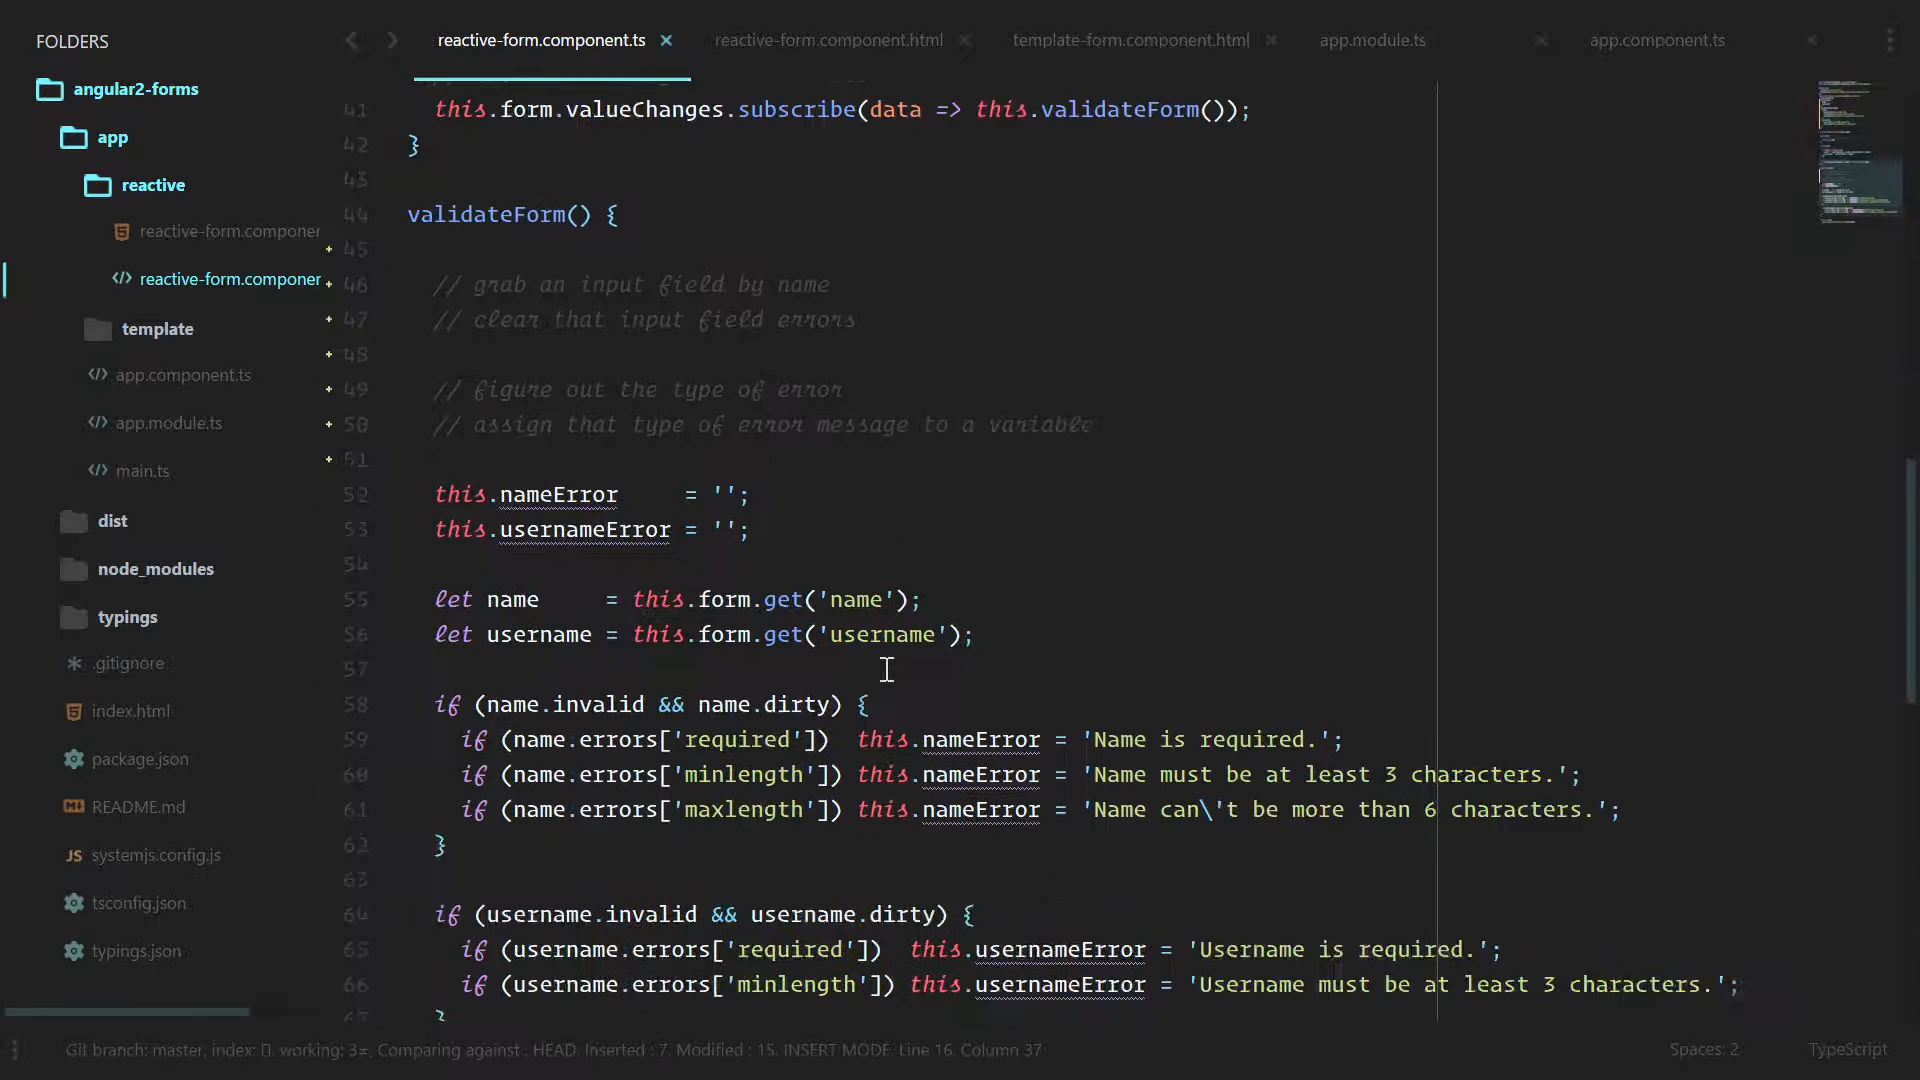 FOLDERS
angular2-forms
app
reactive
reactive-form.componer
reactive-form.componer
template
app.component.ts
app.module.ts
main.ts
dist
node_modules
typings
.gitignore
index.html
package.json
README.md
systemjs.config.js
tsconfig.json
typings.json
reactive-form.component.ts × reactive-form.component.html × template-form.component.html × app.module.ts × app.component.ts ×
41 this.form.valueChanges.subscribe(data => this.validateForm());
42 }
43
44 validateForm() {
45
46 // grab an input field by name
47 // clear that input field errors
48
49 // figure out the type of error
50 // assign that type of error message to a variable
51
52 this.nameError     = '';
53 this.usernameError = '';
54
55 let name     = this.form.get('name');
56 let username = this.form.get('username');
57
58 if (name.invalid && name.dirty) {
59 if (name.errors['required'])  this.nameError = 'Name is required.';
60 if (name.errors['minlength']) this.nameError = 'Name must be at least 3 characters.';
61 if (name.errors['maxlength']) this.nameError = 'Name can\'t be more than 6 characters.';
62 }
63
64 if (username.invalid && username.dirty) {
65 if (username.errors['required'])  this.usernameError = 'Username is required.';
66 if (username.errors['minlength']) this.usernameError = 'Username must be at least 3 characters.';
67 }
Git branch: master, index: [], working: 3≠, Comparing against . HEAD. Inserted : 7. Modified : 15. INSERT MODE. Line 16. Column 37
Spaces: 2 TypeScript